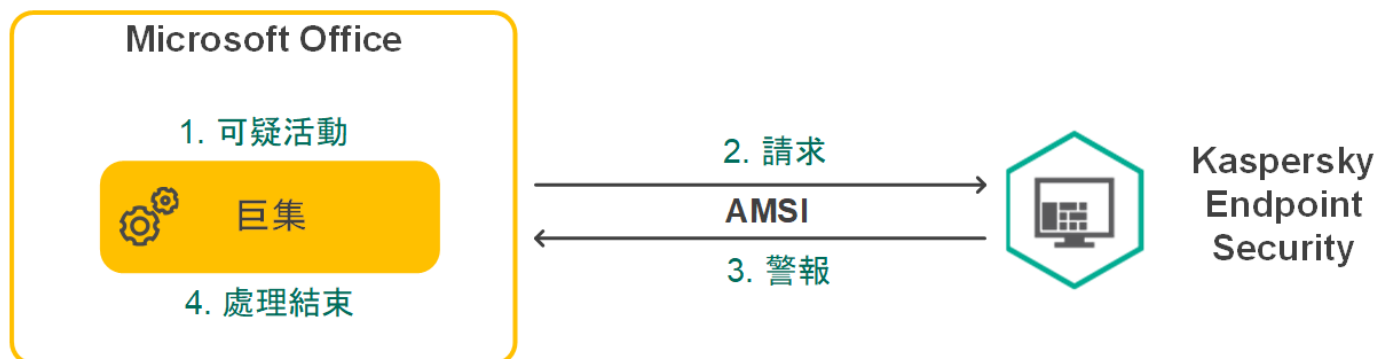 Microsoft Office
1. 可疑活動
巨集
4. 處理結束
2. 請求
AMSI
3. 警報
Kaspersky
Endpoint
Security